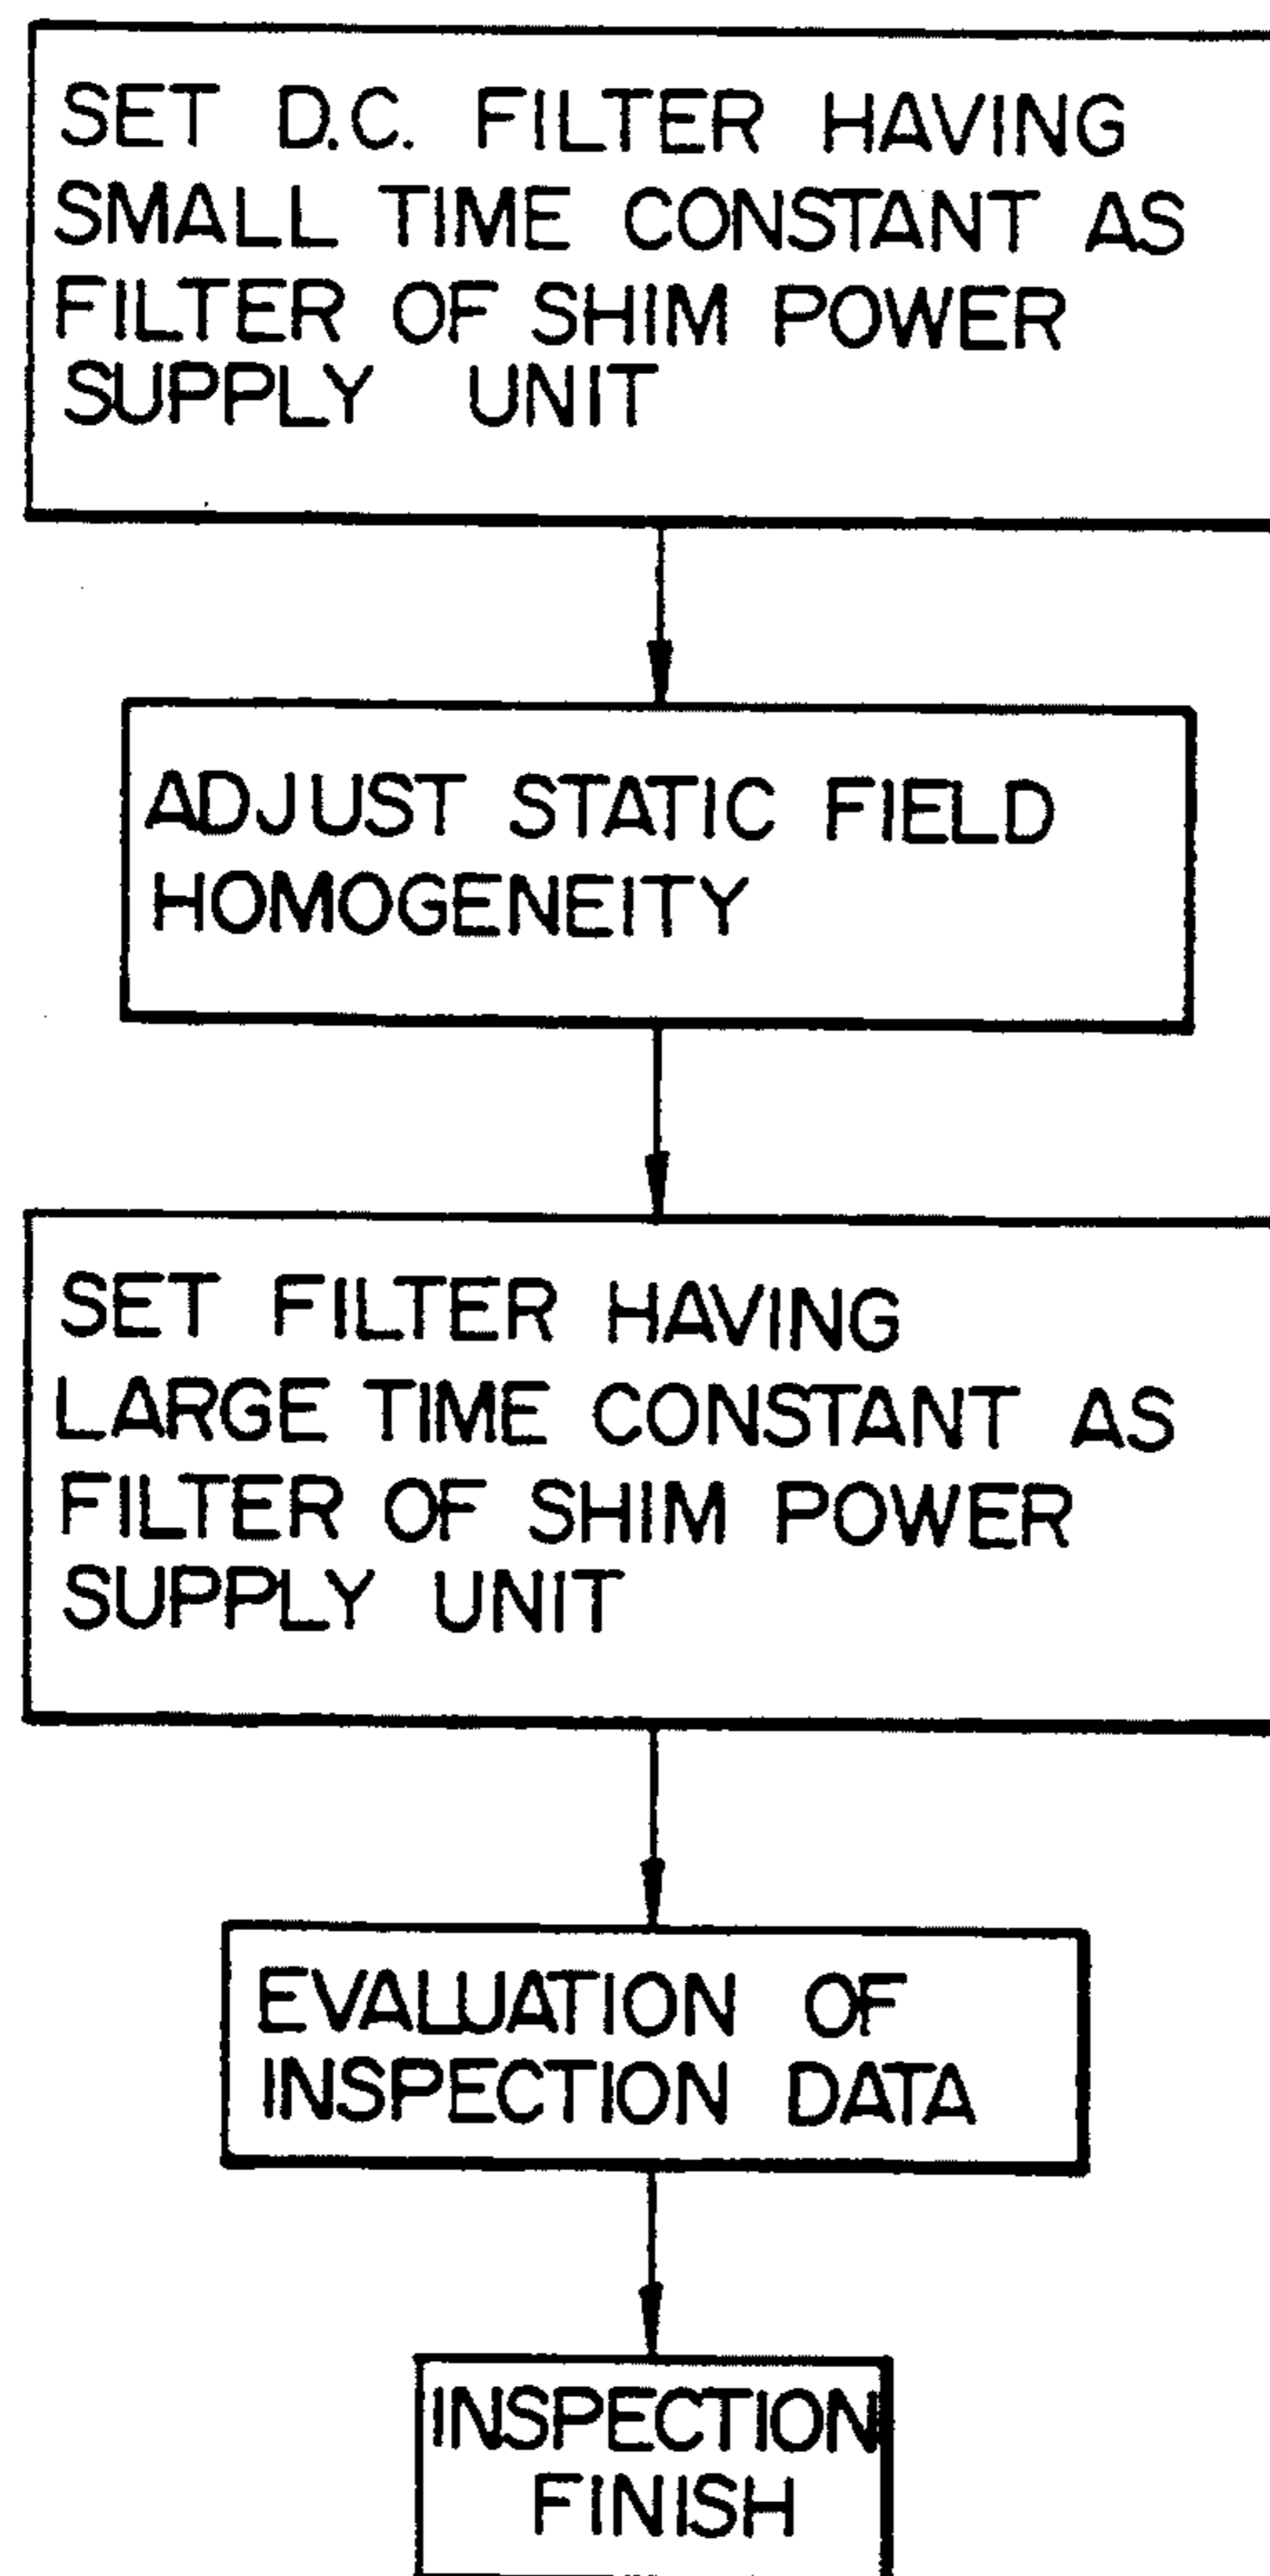 SET D.C. FILTER HAVING
SMALL TIME CONSTANT AS
FILTER OF SHIM POWER
SUPPLY UNIT
ADJUST STATIC FIELD
HOMOGENEITY
SET FILTER HAVING
LARGE TIME CONSTANT AS
FILTER OF SHIM POWER
SUPPLY UNIT
EVALUATION OF
INSPECTION DATA
INSPECTION
FINISH